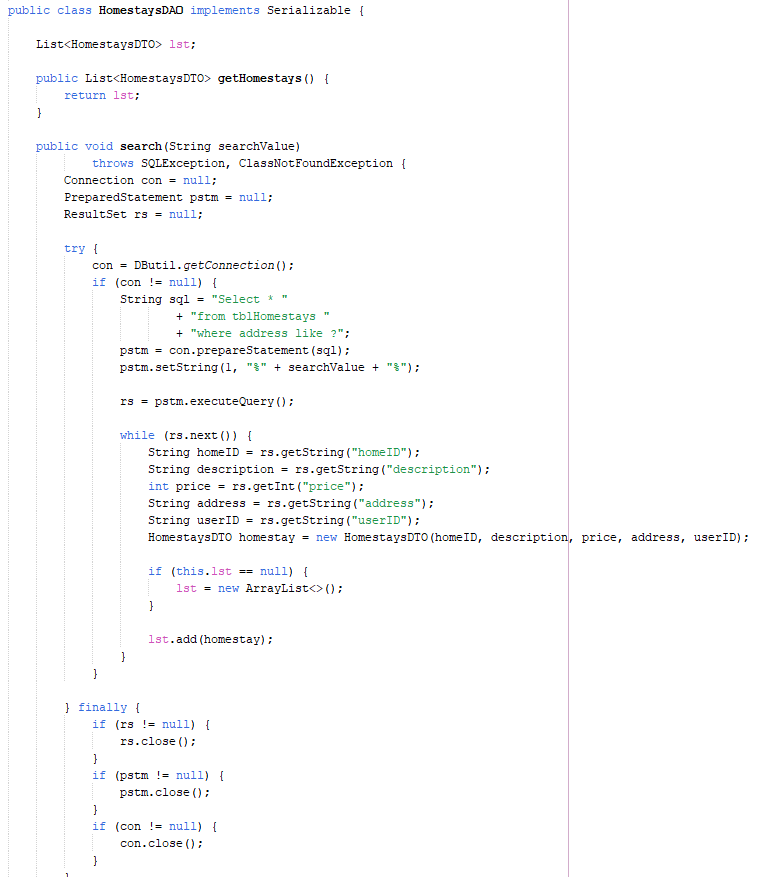 public class HomestaysDAO implements Serializable {
List<HomestaysDTO> lst;
public List<HomestaysDTO> getHomestays() {
return lst;
}
public void search(String searchValue)
throws SQLException, ClassNotFoundException {
Connection con = null;
PreparedStatement pstm = null;
ResultSet rs = null;
try {
con = DButil.getConnection();
if (con != null) {
String sql = "Select * "
+ "from tblHomestays "
+ "where address like ?";
pstm = con.prepareStatement(sql);
pstm.setString(1, "%" + searchValue + "%");
rs = pstm.executeQuery();
while (rs.next()) {
String homeID = rs.getString("homeID");
String description = rs.getString("description");
int price = rs.getInt("price");
String address = rs.getString("address");
String userID = rs.getString("userID");
HomestaysDTO homestay = new HomestaysDTO(homeID, description, price, address, userID);
if (this.lst == null) {
lst = new ArrayList<>();
}
lst.add(homestay);
}
}
} finally {
if (rs != null) {
rs.close();
}
if (pstm != null) {
pstm.close();
}
if (con != null) {
con.close();
}
}